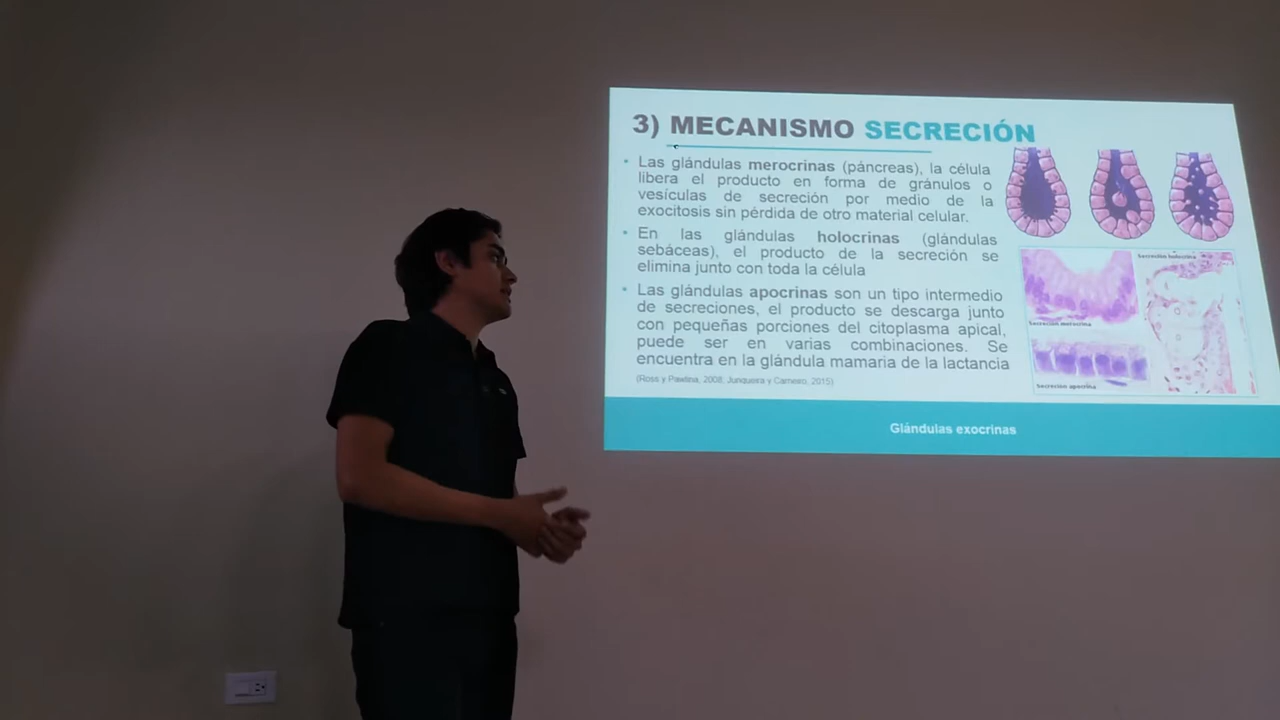 3) MECANISMO SECRECIÓN
• Las glándulas merocrinas (páncreas), la célula
libera el producto en forma de gránulos o
vesículas de secreción por medio de la
exocitosis sin pérdida de otro material celular.
• En las glándulas holocrinas (glándulas
sebáceas), el producto de la secreción se
elimina junto con toda la célula
• Las glándulas apocrinas son un tipo intermedio
de secreciones, el producto se descarga junto
con pequeñas porciones del citoplasma apical,
puede ser en varias combinaciones. Se
encuentra en la glándula mamaria de la lactancia
(Ross y Pawlina, 2008; Junqueira y Carneiro, 2015)
Secreción holocrina
Secreción merocrina
Secreción apocrina
Glándulas exocrinas